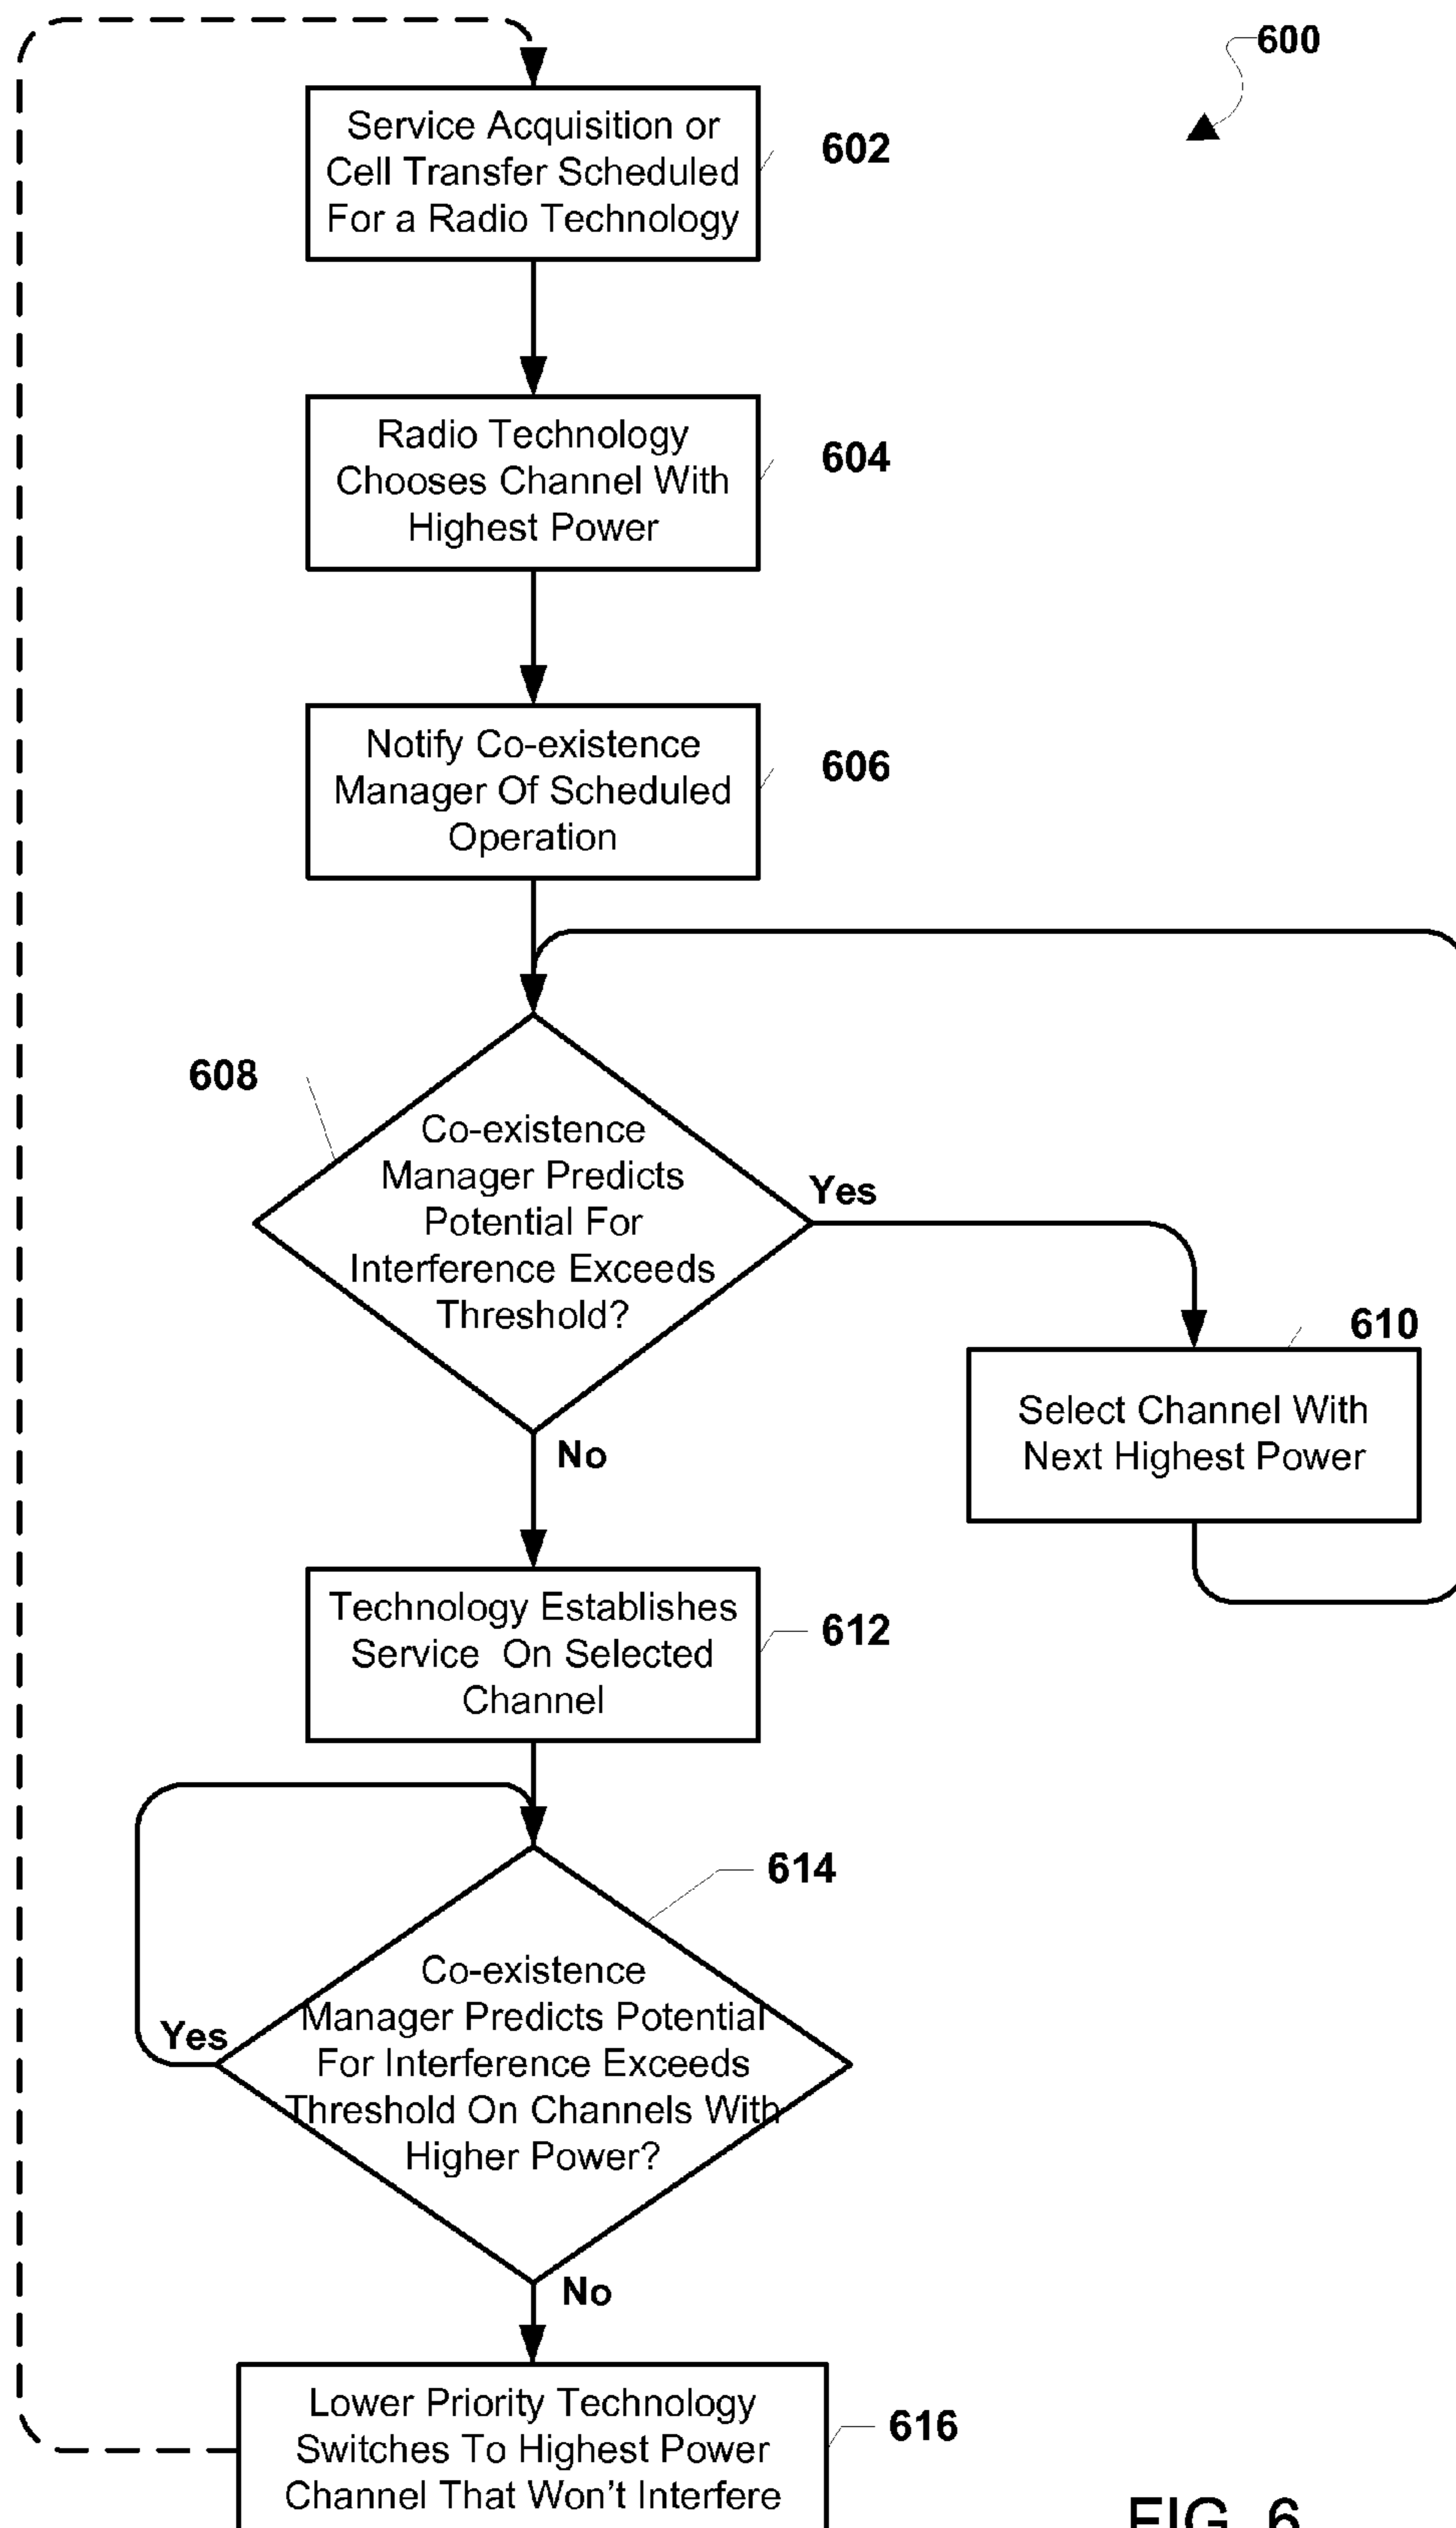 600
Service Acquisition or
Cell Transfer Scheduled
For a Radio Technology
602
Radio Technology
Chooses Channel With
Highest Power
604
Notify Co-existence
Manager Of Scheduled
Operation
606
608
Co-existence
Manager Predicts
Potential For
Interference Exceeds
Threshold?
Yes
610
Select Channel With
Next Highest Power
No
Technology Establishes
Service On Selected
Channel
612
614
Co-existence
Manager Predicts Potential
For Interference Exceeds
Threshold On Channels With
Higher Power?
Yes
No
Lower Priority Technology
Switches To Highest Power
Channel That Won't Interfere
616
FIG. 6